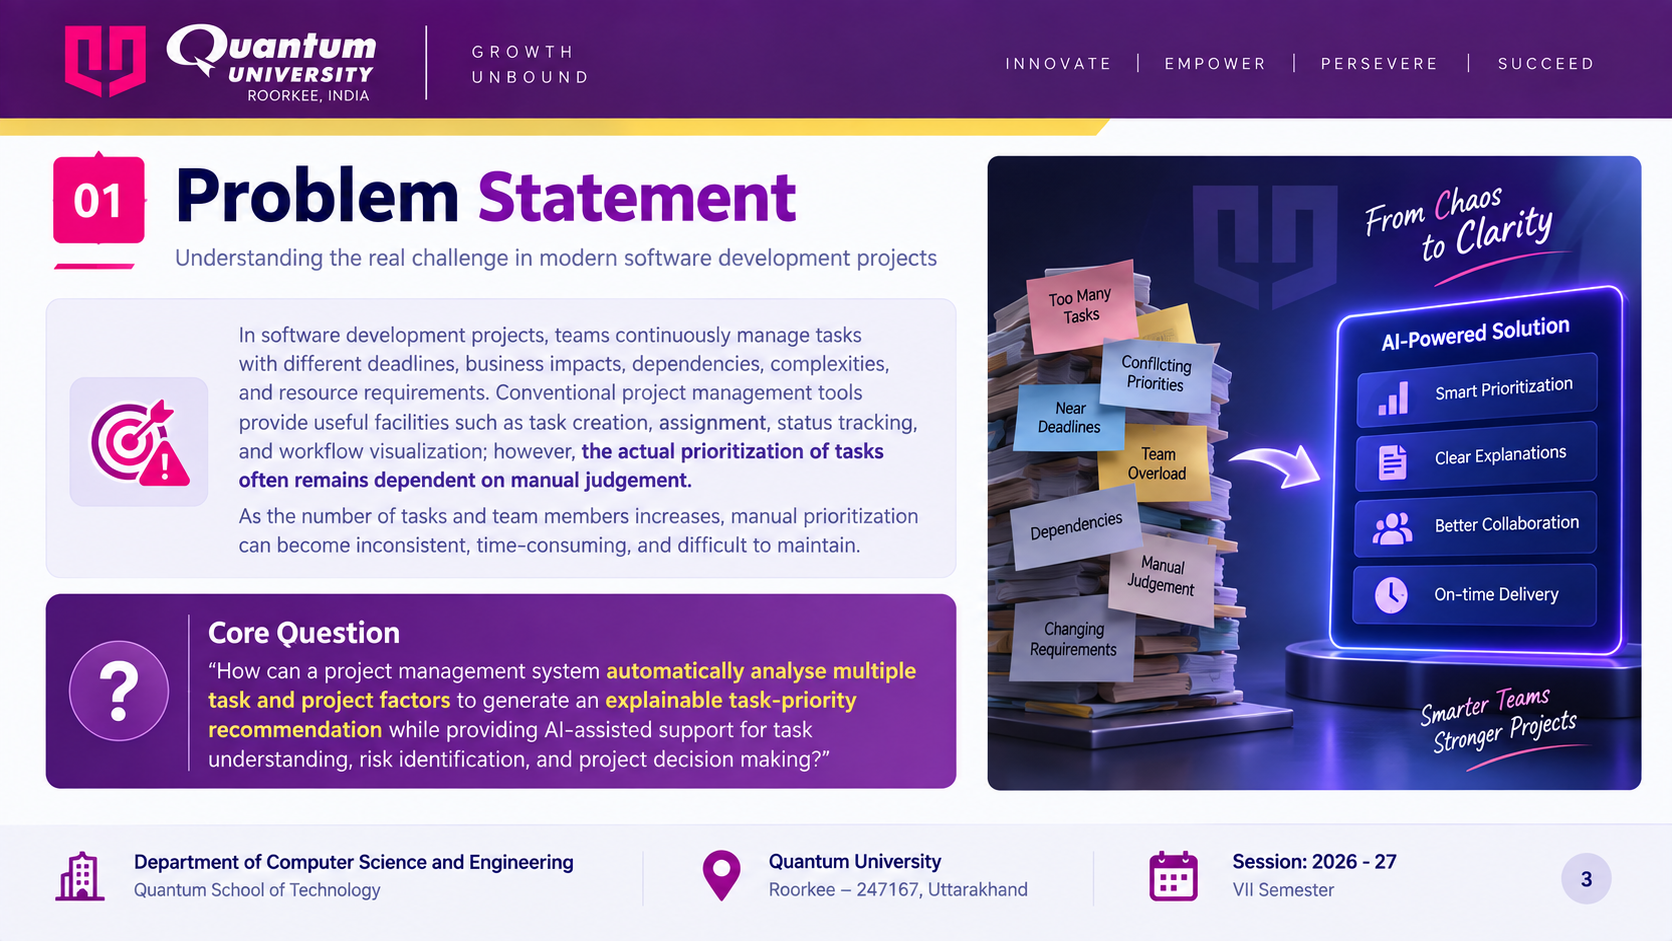 Quantum
UNIVERSITY
ROORKEE, INDIA
GROWTH
UNBOUND
INNOVATE | EMPOWER | PERSEVERE | SUCCEED
01
Problem Statement
Understanding the real challenge in modern software development projects
In software development projects, teams continuously manage tasks
with different deadlines, business impacts, dependencies, complexities,
and resource requirements. Conventional project management tools
provide useful facilities such as task creation, assignment, status tracking,
and workflow visualization; however, the actual prioritization of tasks
often remains dependent on manual judgement.
As the number of tasks and team members increases, manual prioritization
can become inconsistent, time-consuming, and difficult to maintain.
Core Question
“How can a project management system automatically analyse multiple
task and project factors to generate an explainable task-priority
recommendation while providing AI-assisted support for task
understanding, risk identification, and project decision making?”
From Chaos
to Clarity
Too Many
Tasks
Conflicting
Priorities
Near
Deadlines
Team
Overload
Dependencies
Manual
Judgement
Changing
Requirements
AI-Powered Solution
Smart Prioritization
Clear Explanations
Better Collaboration
On-time Delivery
Smarter Teams
Stronger Projects
Department of Computer Science and Engineering
Quantum School of Technology
Quantum University
Roorkee – 247167, Uttarakhand
Session: 2026 - 27
VII Semester
3